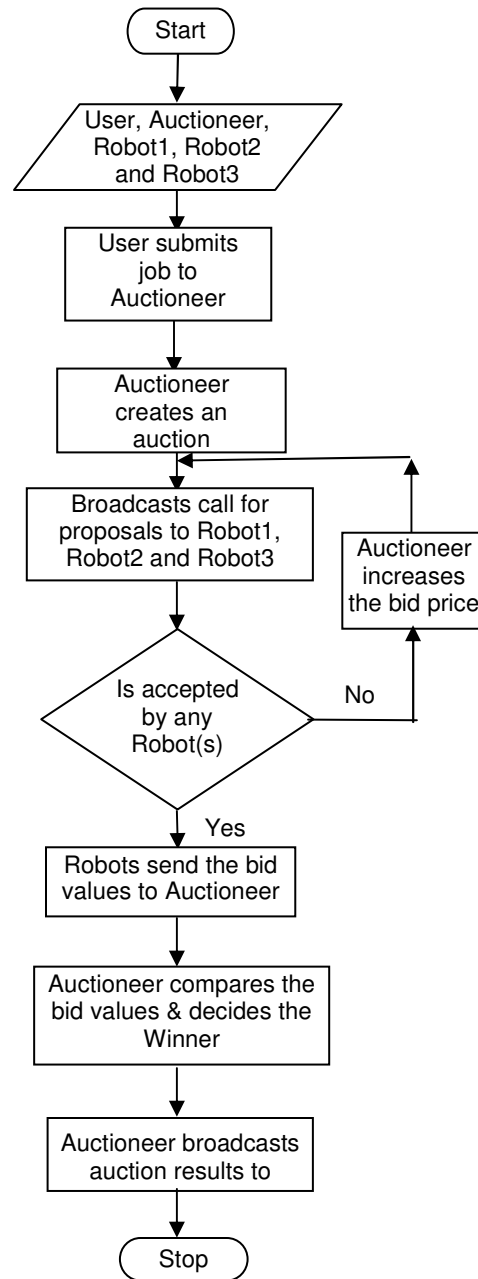 Start
User, Auctioneer,
Robot1, Robot2
and Robot3
User submits
job to
Auctioneer
Auctioneer
creates an
auction
Broadcasts call for
proposals to Robot1,
Robot2 and Robot3
Auctioneer
increases
the bid price
Is accepted
by any
Robot(s)
No
Yes
Robots send the bid
values to Auctioneer
Auctioneer compares the
bid values & decides the
Winner
Auctioneer broadcasts
auction results to
Stop